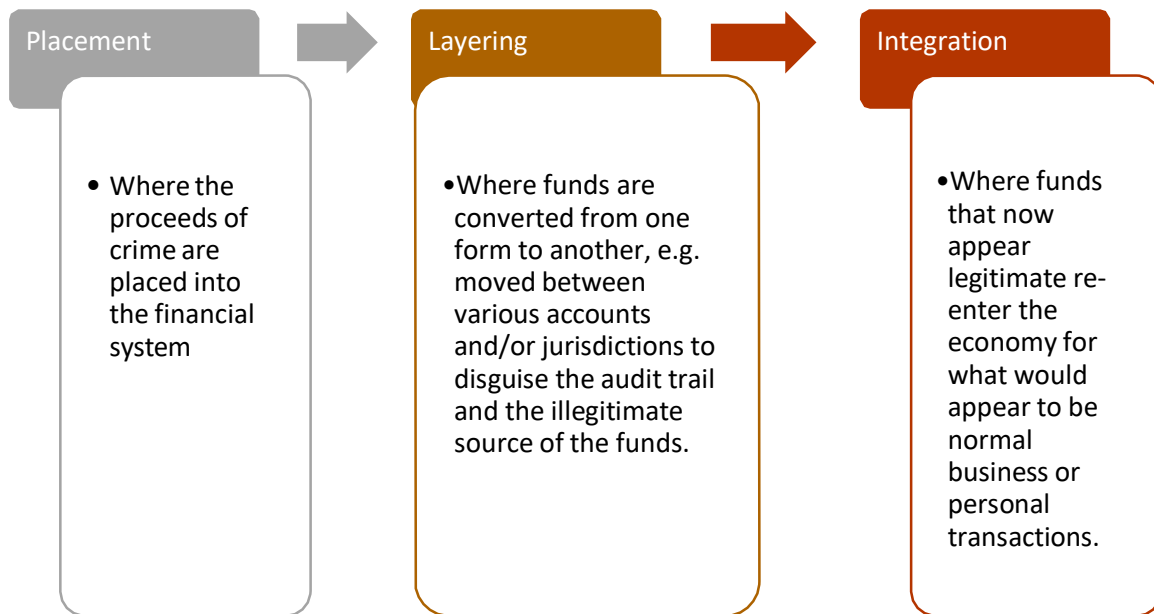 Placement
• Where the
proceeds of
crime are
placed into
the financial
system
Layering
•Where funds are
converted from one
form to another, e.g.
moved between
various accounts
and/or jurisdictions to
disguise the audit trail
and the illegitimate
source of the funds.
Integration
•Where funds
that now
appear
legitimate re-
enter the
economy for
what would
appear to be
normal
business or
personal
transactions.